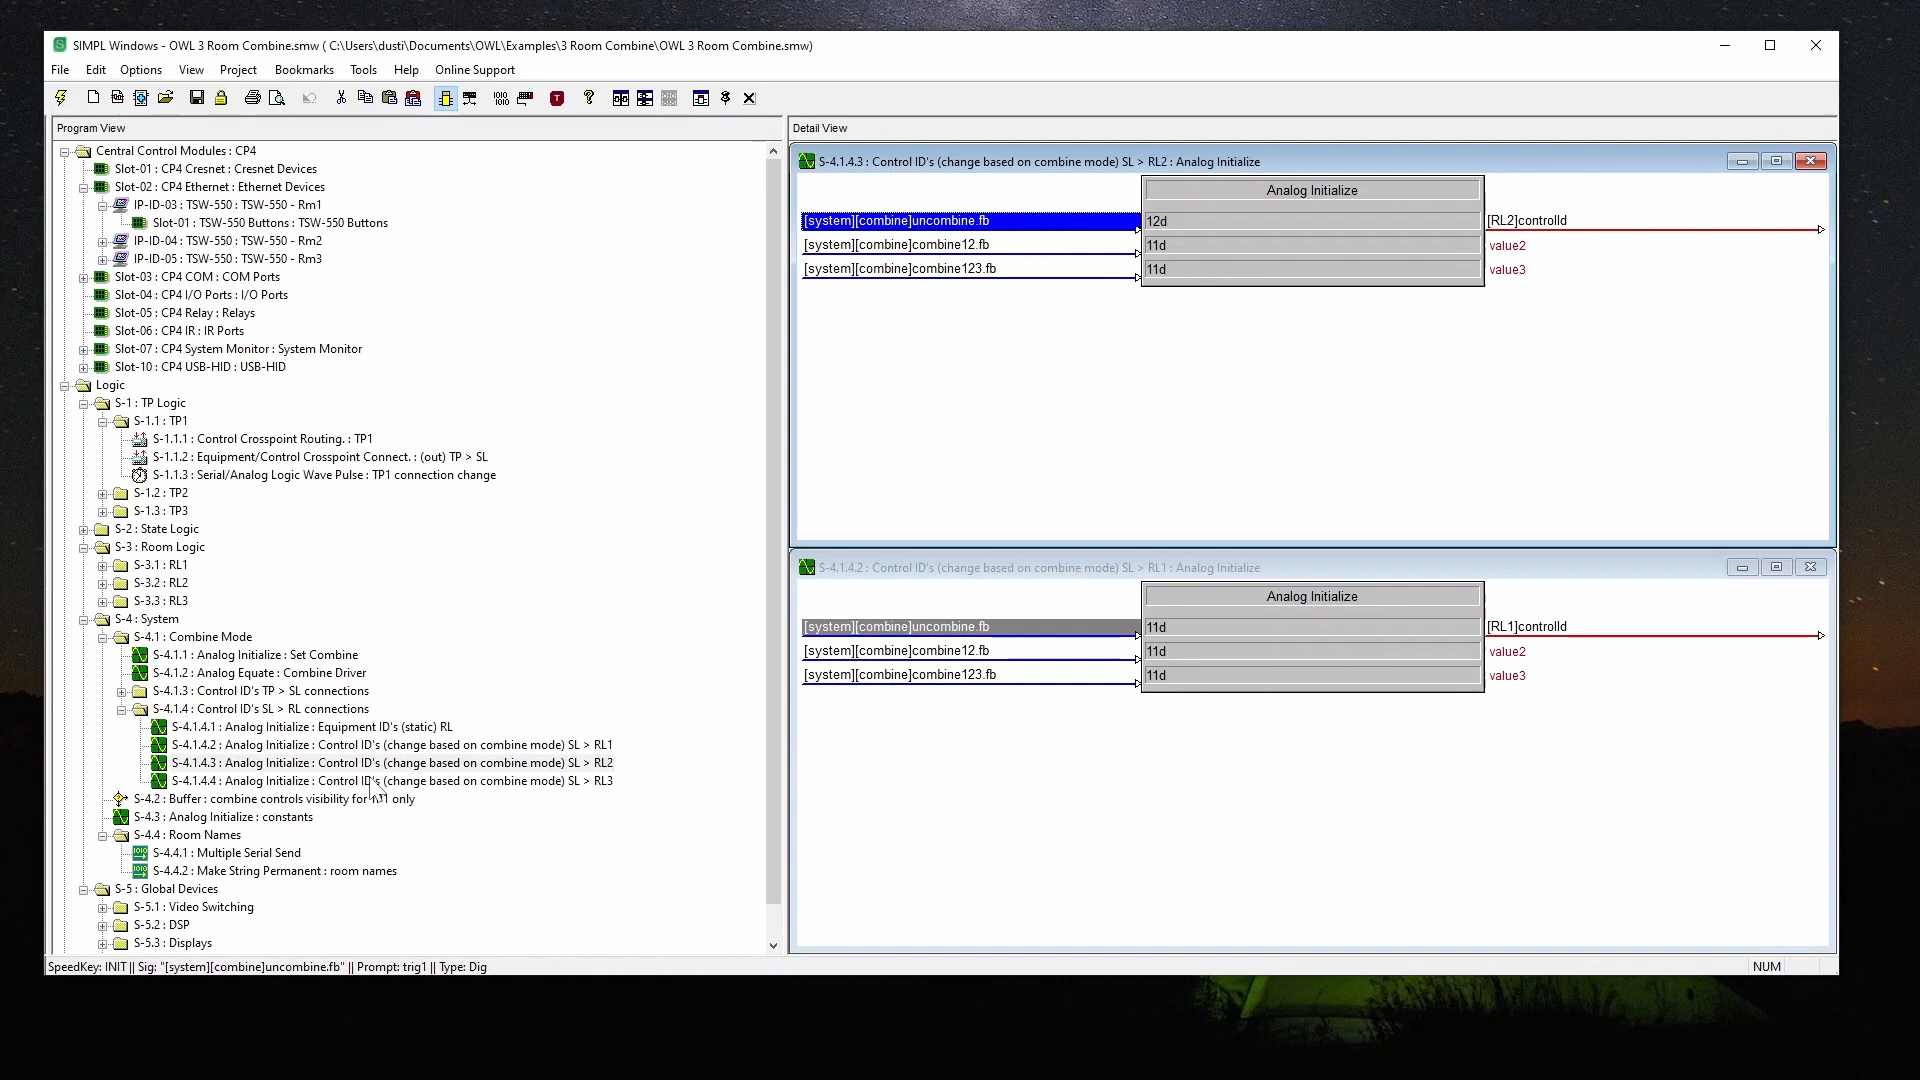 SIMPL Windows - OWL 3 Room Combine.smw ( C:\Users\dusti\Documents\OWL\Examples\3 Room Combine\OWL 3 Room Combine.smw)
File Edit Options View Project Bookmarks Tools Help Online Support
Program View
Central Control Modules : CP4
Slot-01 : CP4 Cresnet : Cresnet Devices
Slot-02 : CP4 Ethernet : Ethernet Devices
IP-ID-03 : TSW-550 : TSW-550 - Rm1
Slot-01 : TSW-550 Buttons : TSW-550 Buttons
IP-ID-04 : TSW-550 : TSW-550 - Rm2
IP-ID-05 : TSW-550 : TSW-550 - Rm3
Slot-03 : CP4 COM : COM Ports
Slot-04 : CP4 I/O Ports : I/O Ports
Slot-05 : CP4 Relay : Relays
Slot-06 : CP4 IR : IR Ports
Slot-07 : CP4 System Monitor : System Monitor
Slot-10 : CP4 USB-HID : USB-HID
Logic
S-1 : TP Logic
S-1.1 : TP1
S-1.1.1 : Control Crosspoint Routing. : TP1
S-1.1.2 : Equipment/Control Crosspoint Connect. : (out) TP > SL
S-1.1.3 : Serial/Analog Logic Wave Pulse : TP1 connection change
S-1.2 : TP2
S-1.3 : TP3
S-2 : State Logic
S-3 : Room Logic
S-3.1 : RL1
S-3.2 : RL2
S-3.3 : RL3
S-4 : System
S-4.1 : Combine Mode
S-4.1.1 : Analog Initialize : Set Combine
S-4.1.2 : Analog Equate : Combine Driver
S-4.1.3 : Control ID's TP > SL connections
S-4.1.4 : Control ID's SL > RL connections
S-4.1.4.1 : Analog Initialize : Equipment ID's (static) RL
S-4.1.4.2 : Analog Initialize : Control ID's (change based on combine mode) SL > RL1
S-4.1.4.3 : Analog Initialize : Control ID's (change based on combine mode) SL > RL2
S-4.1.4.4 : Analog Initialize : Control ID's (change based on combine mode) SL > RL3
S-4.2 : Buffer : combine controls visibility for only
S-4.3 : Analog Initialize : constants
S-4.4 : Room Names
S-4.4.1 : Multiple Serial Send
S-4.4.2 : Make String Permanent : room names
S-5 : Global Devices
S-5.1 : Video Switching
S-5.2 : DSP
S-5.3 : Displays
Detail View
S-4.1.4.3 : Control ID's (change based on combine mode) SL > RL2 : Analog Initialize
Analog Initialize
[system][combine]uncombine.fb 12d [RL2]controlId
[system][combine]combine12.fb 11d value2
[system][combine]combine123.fb 11d value3
S-4.1.4.2 : Control ID's (change based on combine mode) SL > RL1 : Analog Initialize
Analog Initialize
[system][combine]uncombine.fb 11d [RL1]controlId
[system][combine]combine12.fb 11d value2
[system][combine]combine123.fb 11d value3
SpeedKey: INIT || Sig: "[system][combine]uncombine.fb" || Prompt: trig1 || Type: Dig
NUM